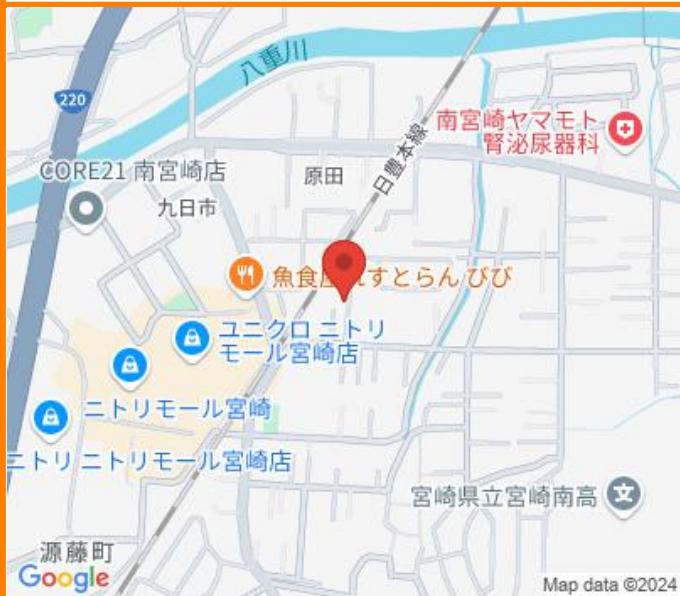 八重川
220
南宮崎ヤマモト
腎泌尿器科
CORE21 南宮崎店
原田
日豊本線
九日市
魚食
すとらん びび
ユニクロ ニトリ
モール宮崎店
ニトリモール宮崎
ニトリ ニトリモール宮崎店
宮崎県立宮崎南高
文
源藤町
Google
Map data ©2024